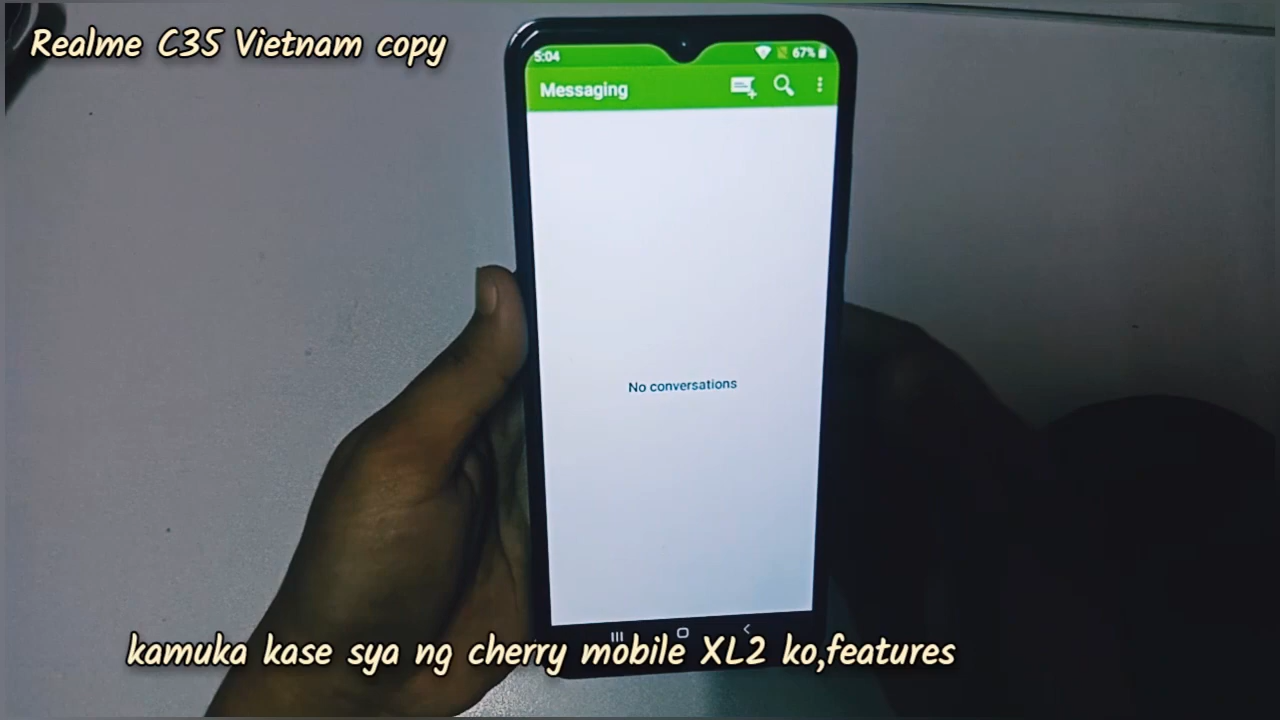 Realme C35 Vietnam copy
5:04
67%
Messaging
No conversations
kamuka kase sya ng cherry mobile XL2 ko,features